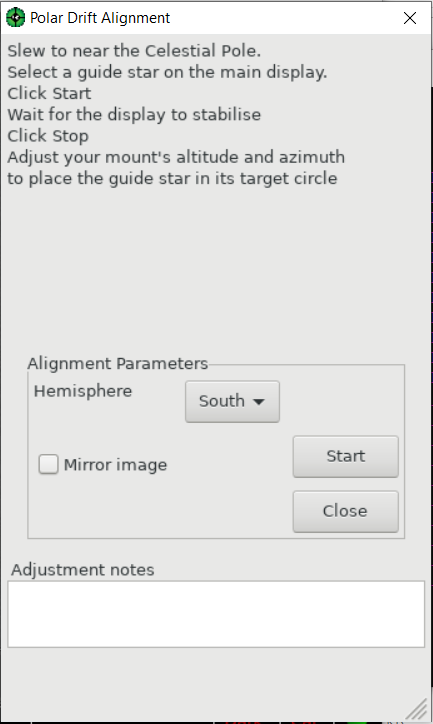 Polar Drift Alignment
Slew to near the Celestial Pole.
Select a guide star on the main display.
Click Start
Wait for the display to stabilise
Click Stop
Adjust your mount's altitude and azimuth
to place the guide star in its target circle
Alignment Parameters
Hemisphere
South
Mirror image
Start
Close
Adjustment notes